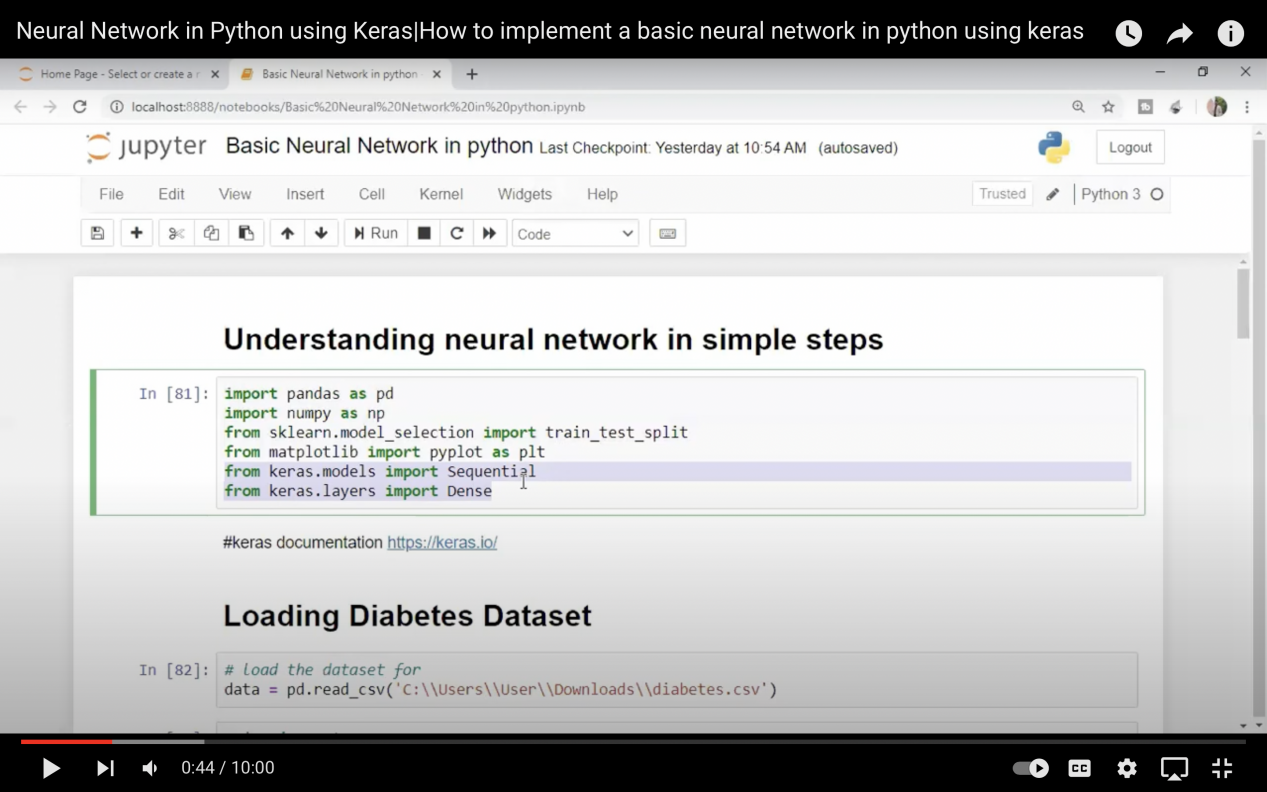 Neural Network in Python using Keras|How to implement a basic neural network in python using keras
Home Page - Select or create a n
Basic Neural Network in python
localhost:8888/notebooks/Basic%20Neural%20Network%20in%20python.ipynb
jupyter Basic Neural Network in python Last Checkpoint: Yesterday at 10:54 AM (autosaved)
Logout
File Edit View Insert Cell Kernel Widgets Help
Trusted
Python 3
Run
Code
Understanding neural network in simple steps
In [81]: import pandas as pd
import numpy as np
from sklearn.model_selection import train_test_split
from matplotlib import pyplot as plt
from keras.models import Sequential
from keras.layers import Dense
#keras documentation https://keras.io/
Loading Diabetes Dataset
In [82]: # load the dataset for
data = pd.read_csv('C:\\Users\\User\\Downloads\\diabetes.csv')
0:44 / 10:00
CC